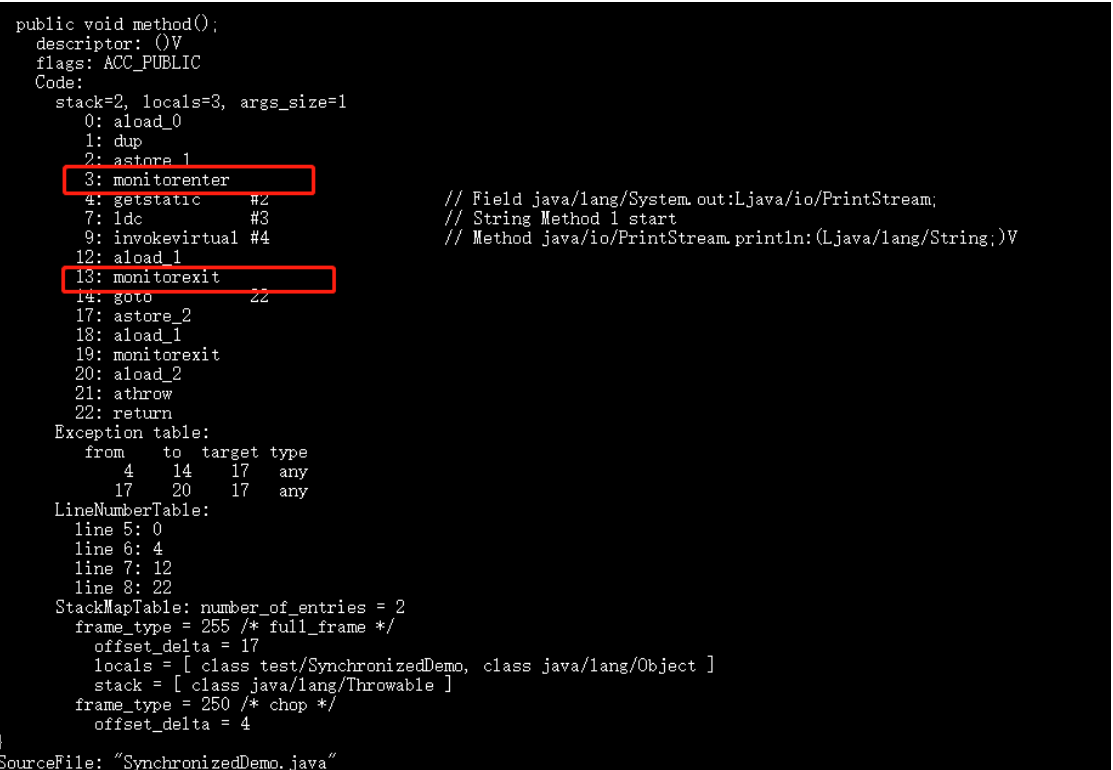 public void method();
descriptor: ()V
flags: ACC_PUBLIC
Code:
stack=2, locals=3, args_size=1
0: aload_0
1: dup
2: astore_1
3: monitorenter
4: getstatic #2 // Field java/lang/System.out:Ljava/io/PrintStream;
7: ldc #3 // String Method 1 start
9: invokevirtual #4 // Method java/io/PrintStream.println:(Ljava/lang/String;)V
12: aload_1
13: monitorexit
14: goto 22
17: astore_2
18: aload_1
19: monitorexit
20: aload_2
21: athrow
22: return
Exception table:
from to target type
4 14 17 any
17 20 17 any
LineNumberTable:
line 5: 0
line 6: 4
line 7: 12
line 8: 22
StackMapTable: number_of_entries = 2
frame_type = 255 /* full_frame */
offset_delta = 17
locals = [ class test/SynchronizedDemo, class java/lang/Object ]
stack = [ class java/lang/Throwable ]
frame_type = 250 /* chop */
offset_delta = 4
}
SourceFile: "SynchronizedDemo.java"